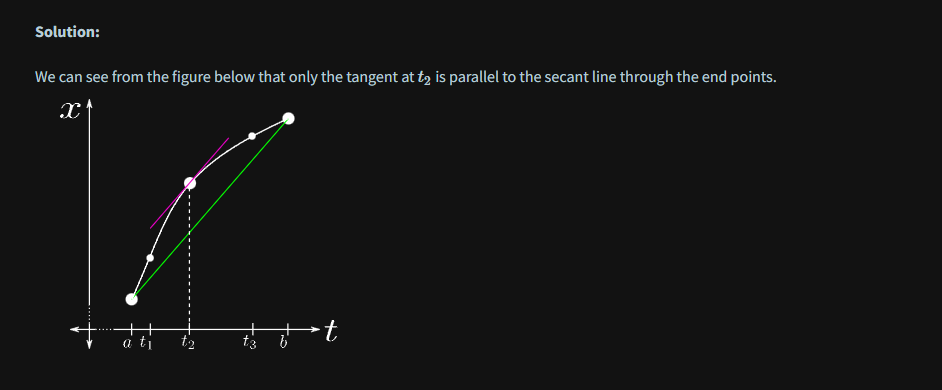 Solution:
We can see from the figure below that only the tangent at t₂ is parallel to the secant line through the end points.
x
t
a t₁ t₂ t₃ b